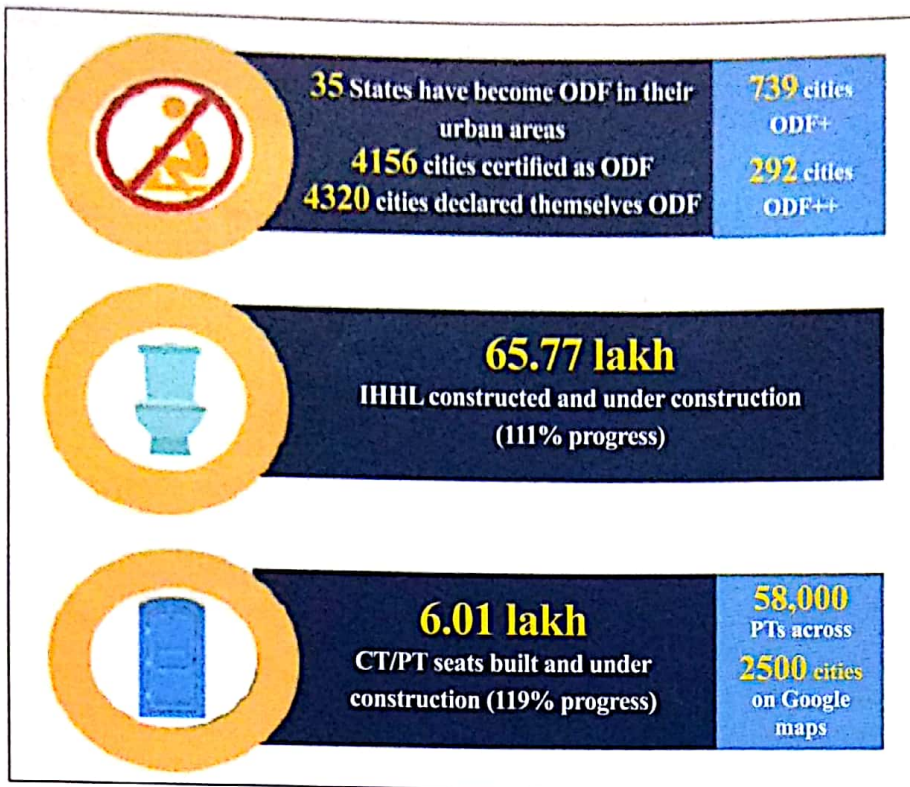 35 States have become ODF in their
urban areas
4156 cities certified as ODF
4320 cities declared themselves ODF
739 cities
ODF+
292 cities
ODF++
65.77 lakh
IHHL constructed and under construction
(111% progress)
6.01 lakh
CT/PT seats built and under
construction (119% progress)
58,000
PTs across
2500 cities
on Google
maps